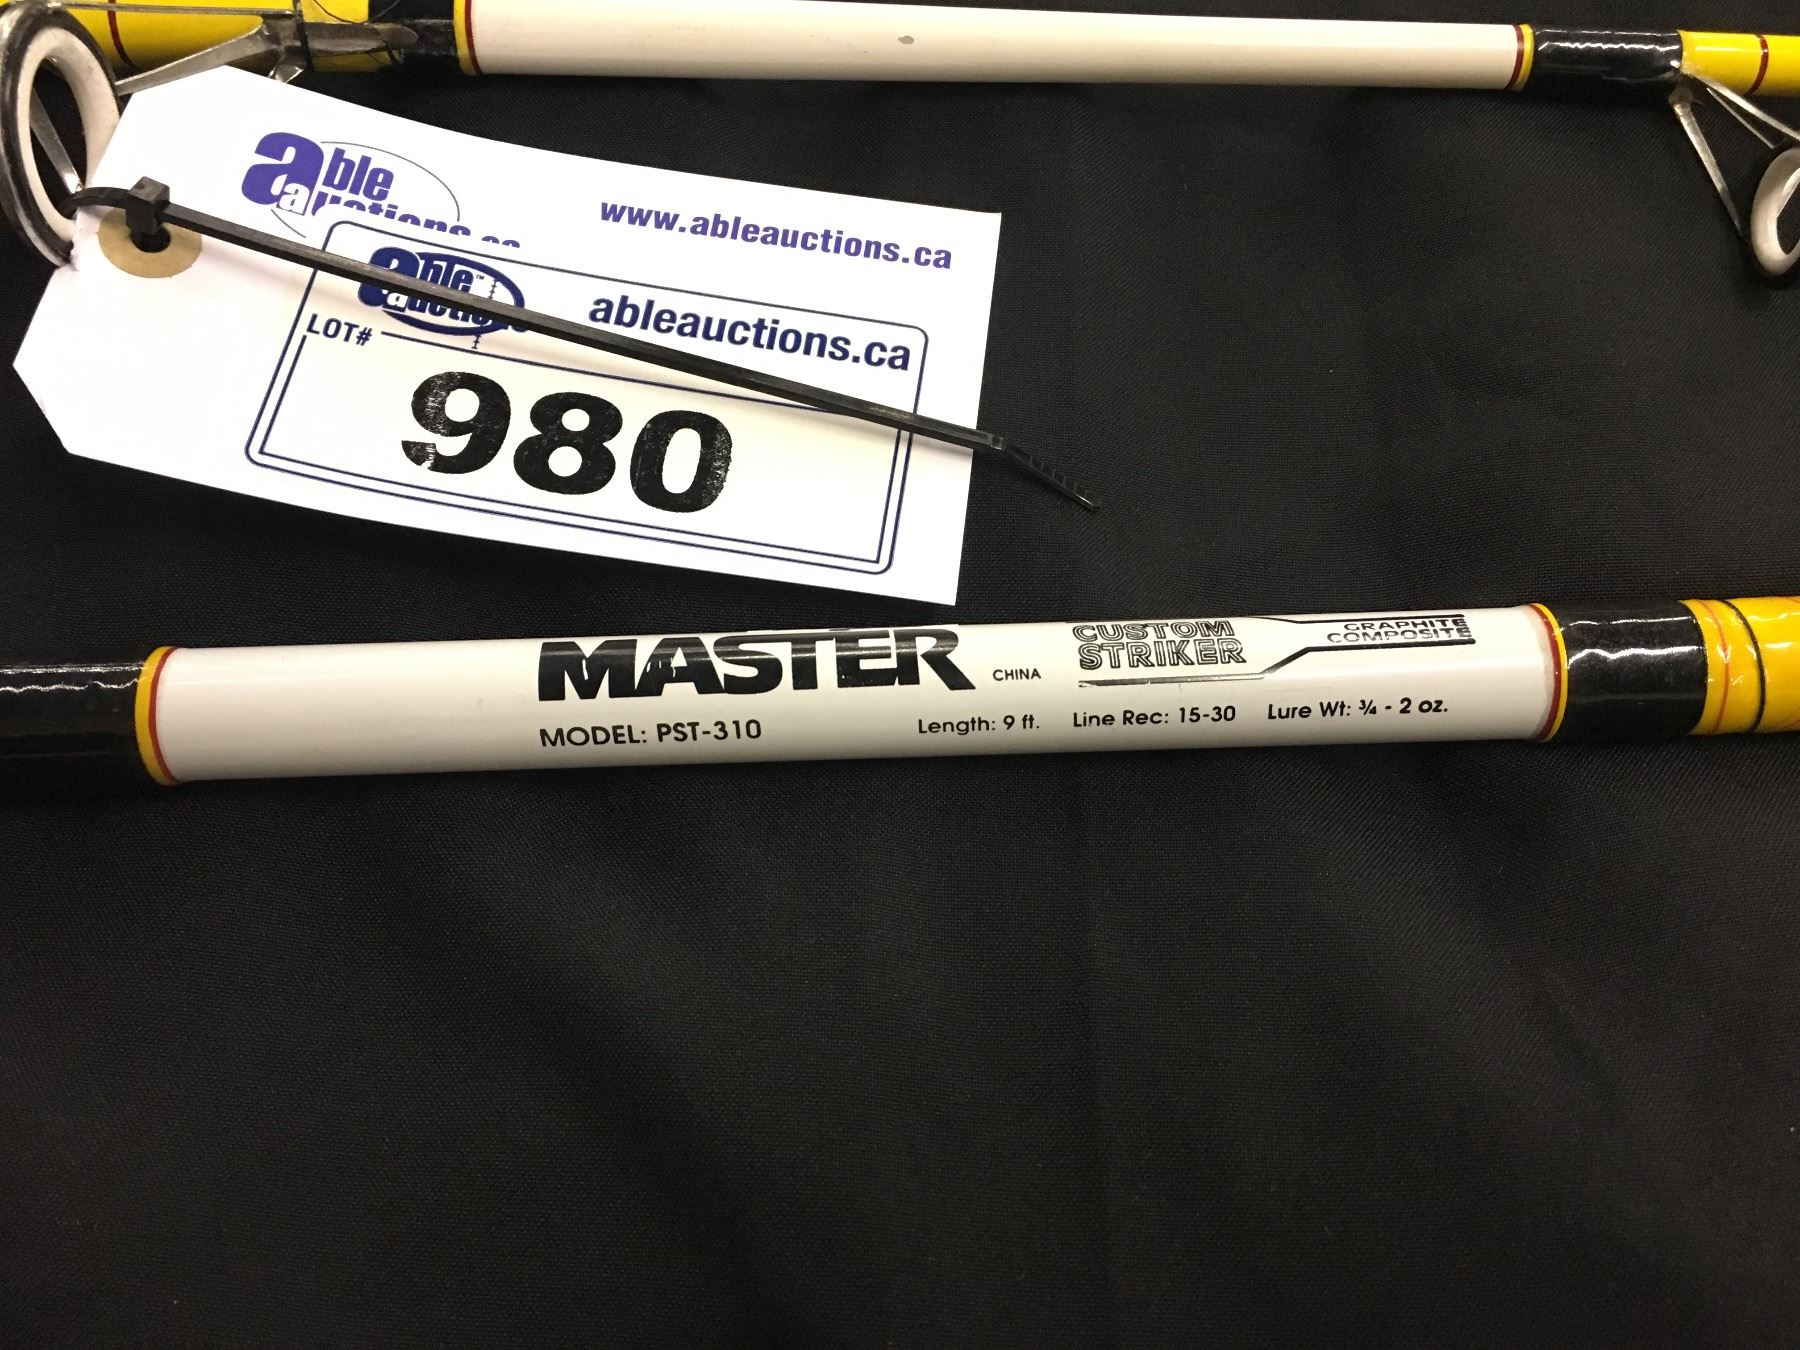 able
auctions.ca
www.ableauctions.ca
able™
auctions
ableauctions.ca
LOT#
980
MASTER CHINA
CUSTOM
STRIKER
GRAPHITE
COMPOSITE
MODEL: PST-310 Length: 9 ft. Line Rec: 15-30 Lure Wt: ¾ - 2 oz.